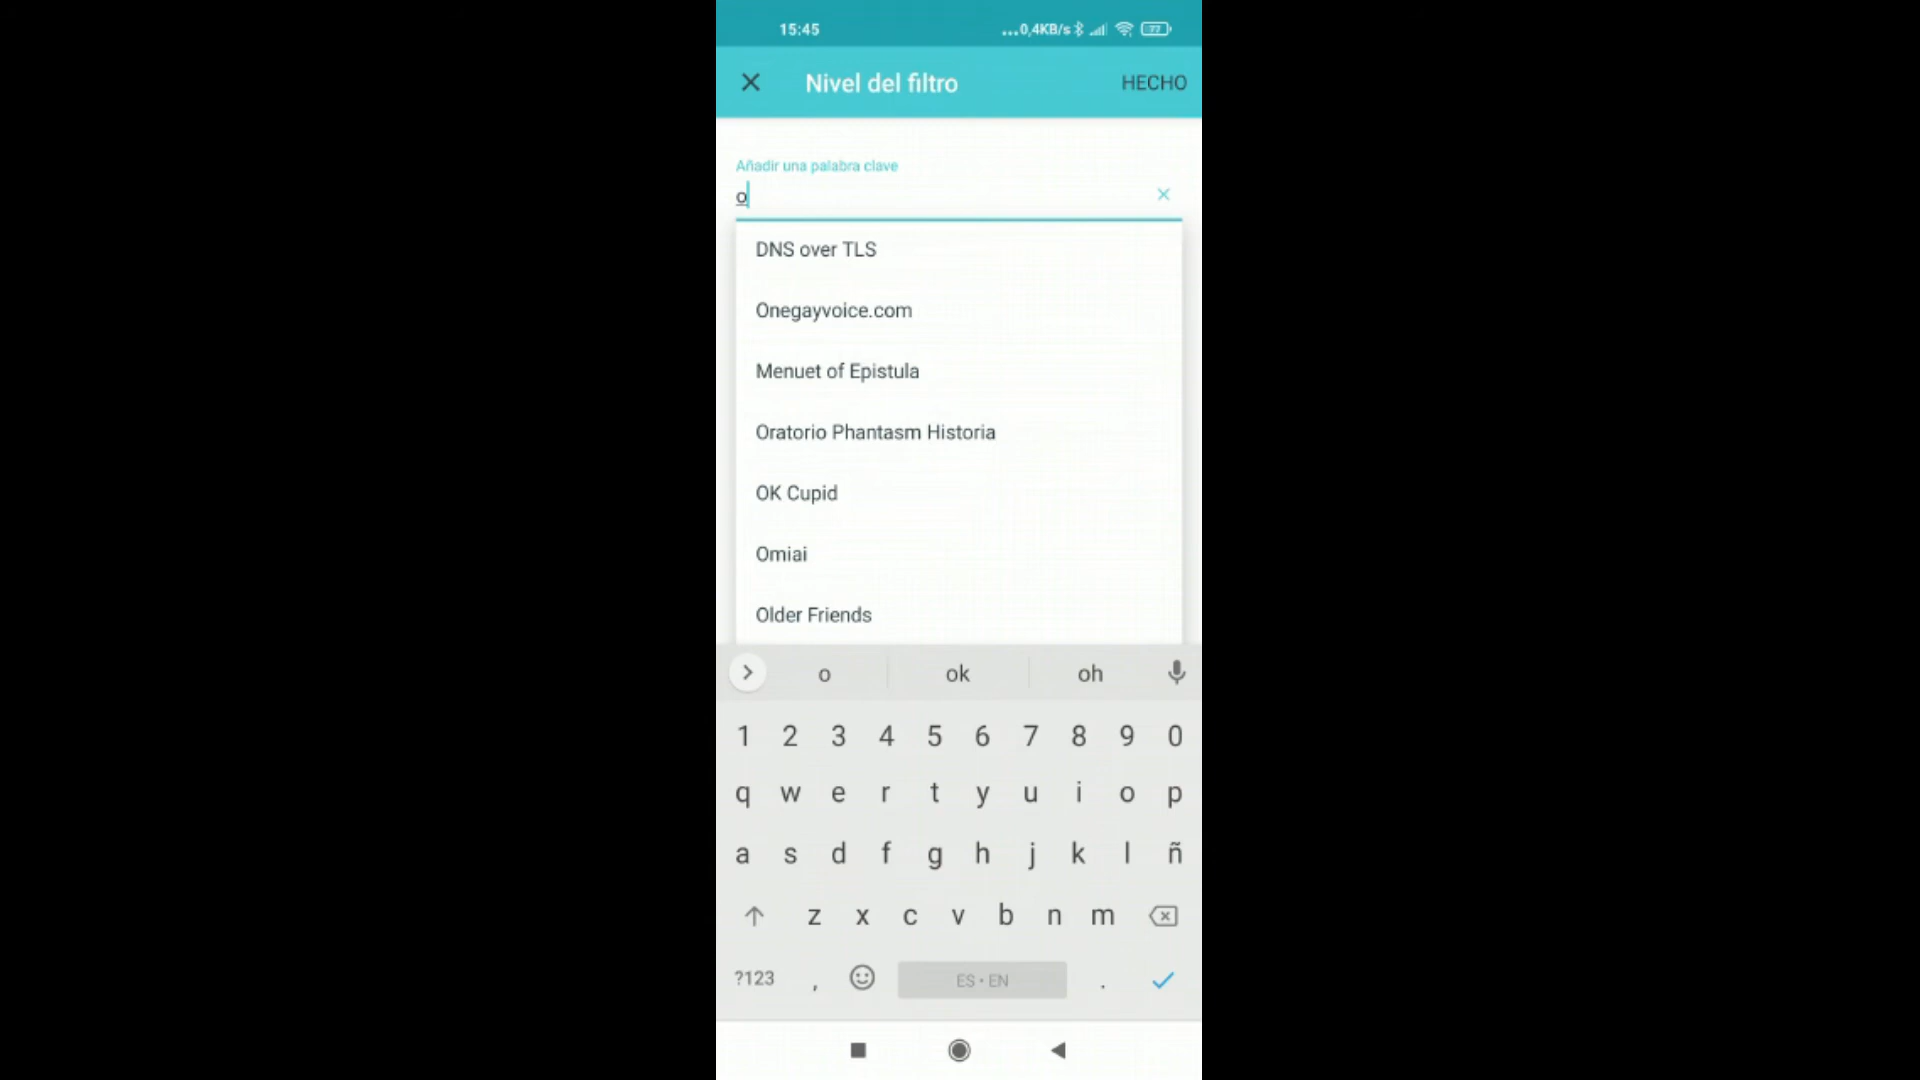 15:45
...0,4KB/s 77
Nivel del filtro
HECHO
Añadir una palabra clave
o
DNS over TLS
Onegayvoice.com
Menuet of Epistula
Oratorio Phantasm Historia
OK Cupid
Omiai
Older Friends
o ok oh
1 2 3 4 5 6 7 8 9 0
q w e r t y u i o p
a s d f g h j k l ñ
z x c v b n m
?123 , ES • EN .